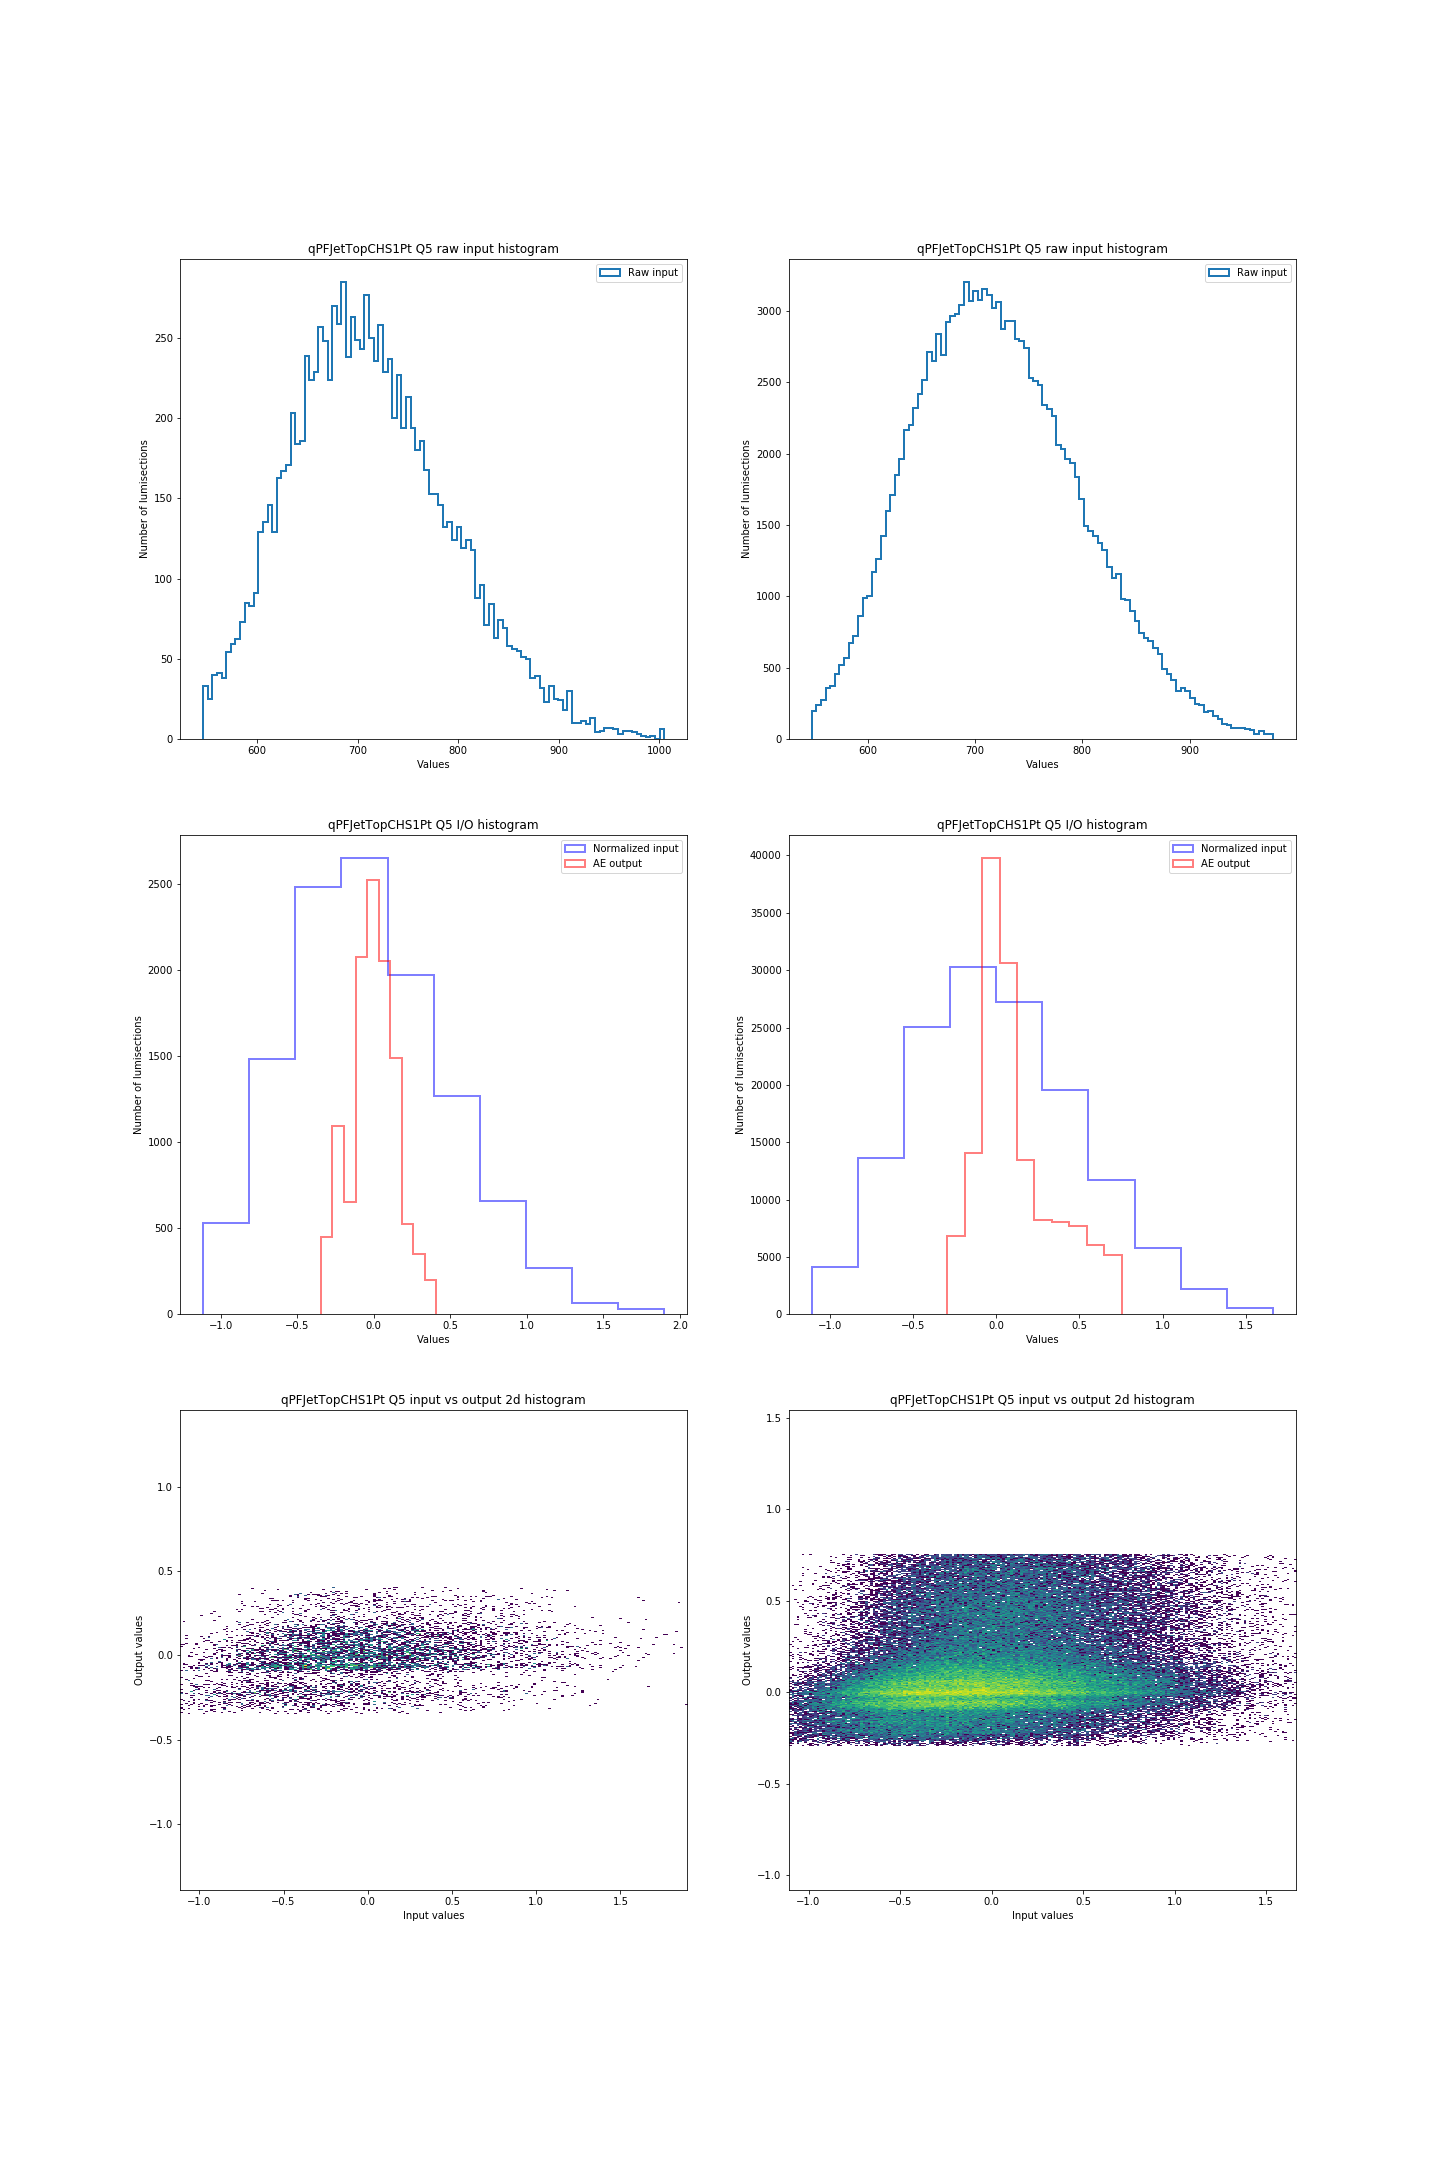 qPFJetTopCHS1Pt Q5 raw input histogram
Raw input
Number of lumisections
250
200
150
100
50
0
600 700 800 900 1000
Values
qPFJetTopCHS1Pt Q5 raw input histogram
Raw input
Number of lumisections
3000
2500
2000
1500
1000
500
0
600 700 800 900
Values
qPFJetTopCHS1Pt Q5 I/O histogram
Normalized input
AE output
Number of lumisections
2500
2000
1500
1000
500
0
−1.0 −0.5 0.0 0.5 1.0 1.5 2.0
Values
qPFJetTopCHS1Pt Q5 I/O histogram
Normalized input
AE output
Number of lumisections
40000
35000
30000
25000
20000
15000
10000
5000
0
−1.0 −0.5 0.0 0.5 1.0 1.5
Values
qPFJetTopCHS1Pt Q5 input vs output 2d histogram
Output values
1.0
0.5
0.0
−0.5
−1.0
−1.0 −0.5 0.0 0.5 1.0 1.5
Input values
qPFJetTopCHS1Pt Q5 input vs output 2d histogram
Output values
1.5
1.0
0.5
0.0
−0.5
−1.0
−1.0 −0.5 0.0 0.5 1.0 1.5
Input values